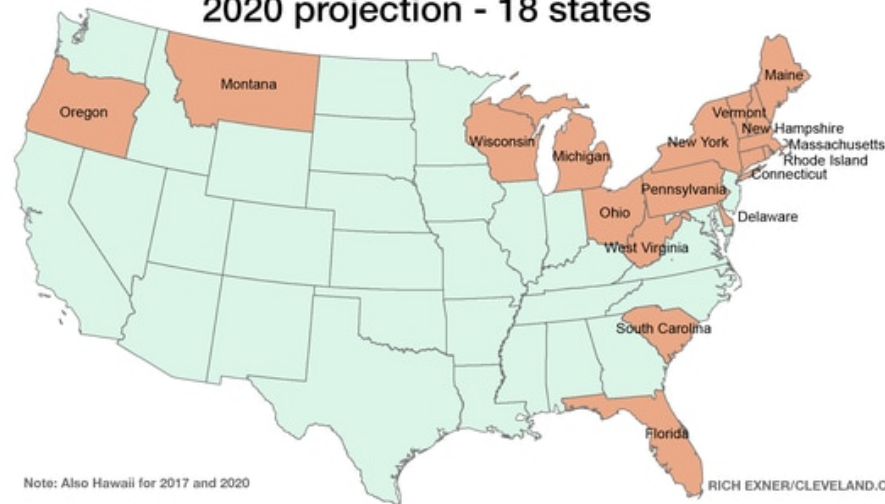 2020 projection - 18 states
Maine
Montana
Oregon
Vermont
New Hampshire
Wisconsin
New York
Massachusetts
Michigan
Rhode Island
Connecticut
Pennsylvania
Ohio
Delaware
West Virginia
South Carolina
Florida
Note: Also Hawaii for 2017 and 2020
RICH EXNER/CLEVELAND.C